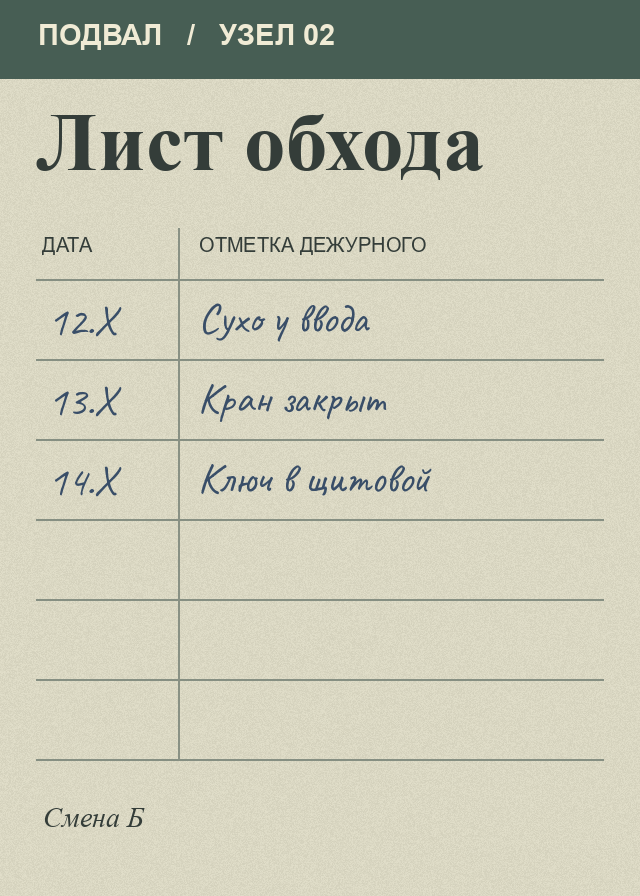 ПОДВАЛ / УЗЕЛ 02
Лист обхода
ДАТА ОТМЕТКА ДЕЖУРНОГО
12.X Сухо у ввода
13.X Кран закрыт
14.X Ключ в щитовой
Смена Б